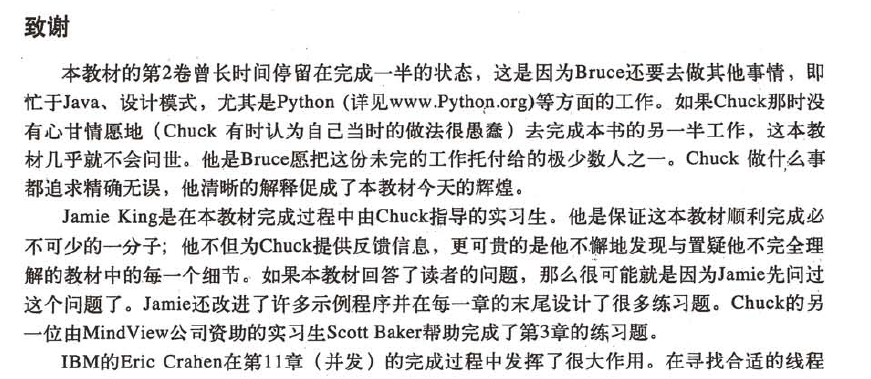 致谢
本教材的第2卷曾长时间停留在完成一半的状态，这是因为Bruce还要去做其他事情，即
忙于Java、设计模式，尤其是Python (详见www.Python.org)等方面的工作。如果Chuck那时没
有心甘情愿地（Chuck 有时认为自己当时的做法很愚蠢）去完成本书的另一半工作，这本教
材几乎就不会问世。他是Bruce愿把这份未完的工作托付给的极少数人之一。Chuck 做什么事
都追求精确无误，他清晰的解释促成了本教材今天的辉煌。
Jamie King是在本教材完成过程中由Chuck指导的实习生。他是保证这本教材顺利完成必
不可少的一分子；他不但为Chuck提供反馈信息，更可贵的是他不懈地发现与置疑他不完全理
解的教材中的每一个细节。如果本教材回答了读者的问题，那么很可能就是因为Jamie先问过
这个问题了。Jamie还改进了许多示例程序并在每一章的末尾设计了很多练习题。Chuck的另
一位由MindView公司资助的实习生Scott Baker帮助完成了第3章的练习题。
IBM的Eric Crahen在第11章（并发）的完成过程中发挥了很大作用。在寻找合适的线程